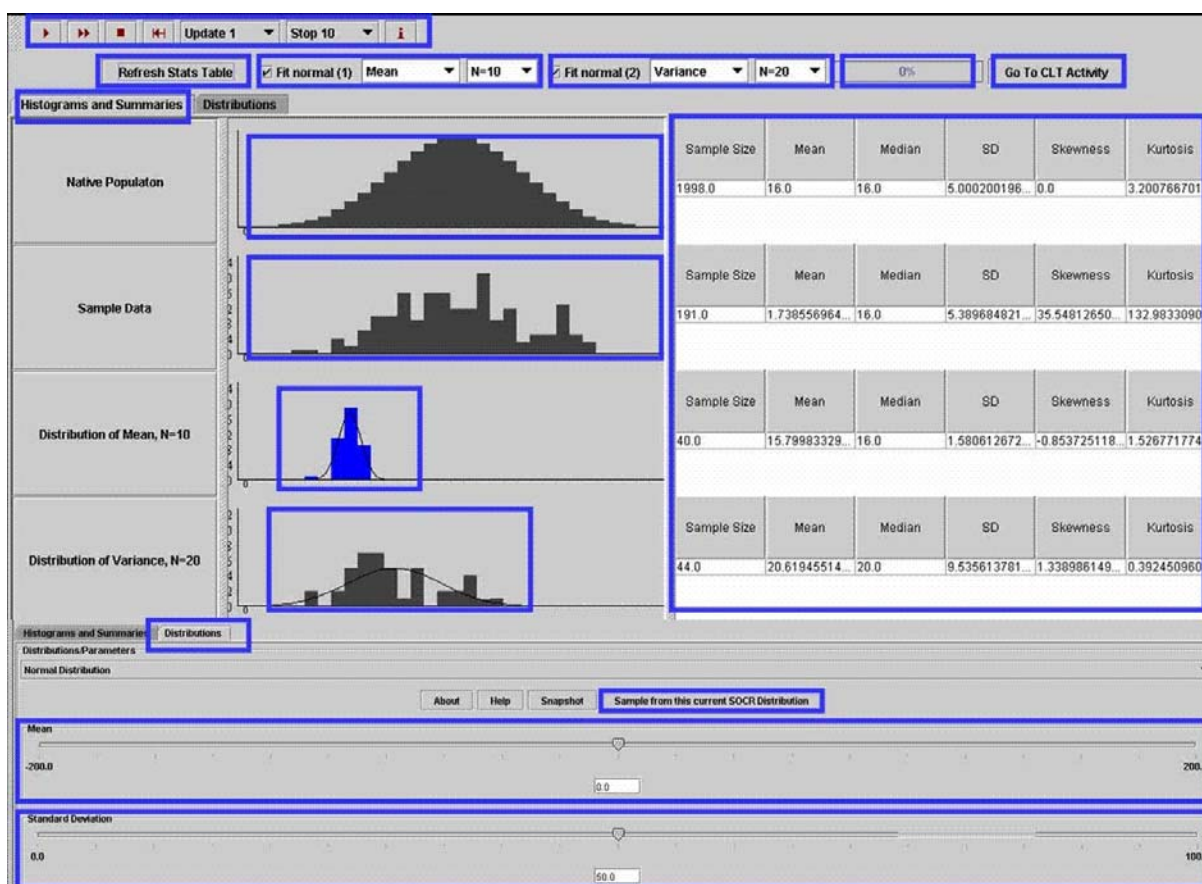 Update 1 Stop 10 i
Refresh Stats Table Fit normal (1) Mean N=10 Fit normal (2) Variance N=20 0% Go To CLT Activity
Histograms and Summaries Distributions
Sample Size Mean Median SD Skewness Kurtosis
Native Populaton
1998.0 16.0 16.0 5.000200196... 0.0 3.200766701
0
Sample Data
Sample Size Mean Median SD Skewness Kurtosis
191.0 1.738556964... 16.0 5.389684821... 35.54812650... 132.9833090
0
Distribution of Mean, N=10
Sample Size Mean Median SD Skewness Kurtosis
40.0 15.79983329... 16.0 1.580612672... -0.853725118... 1.526771774
0
Distribution of Variance, N=20
Sample Size Mean Median SD Skewness Kurtosis
44.0 20.61945514... 20.0 9.535613781... 1.338986149... 0.392450960
0
Histograms and Summaries Distributions
Distributions/Parameters
Normal Distribution
About Help Snapshot Sample from this current SOCR Distribution
Mean
-200.0 200.
0.0
Standard Deviation
0.0 100.
50.0